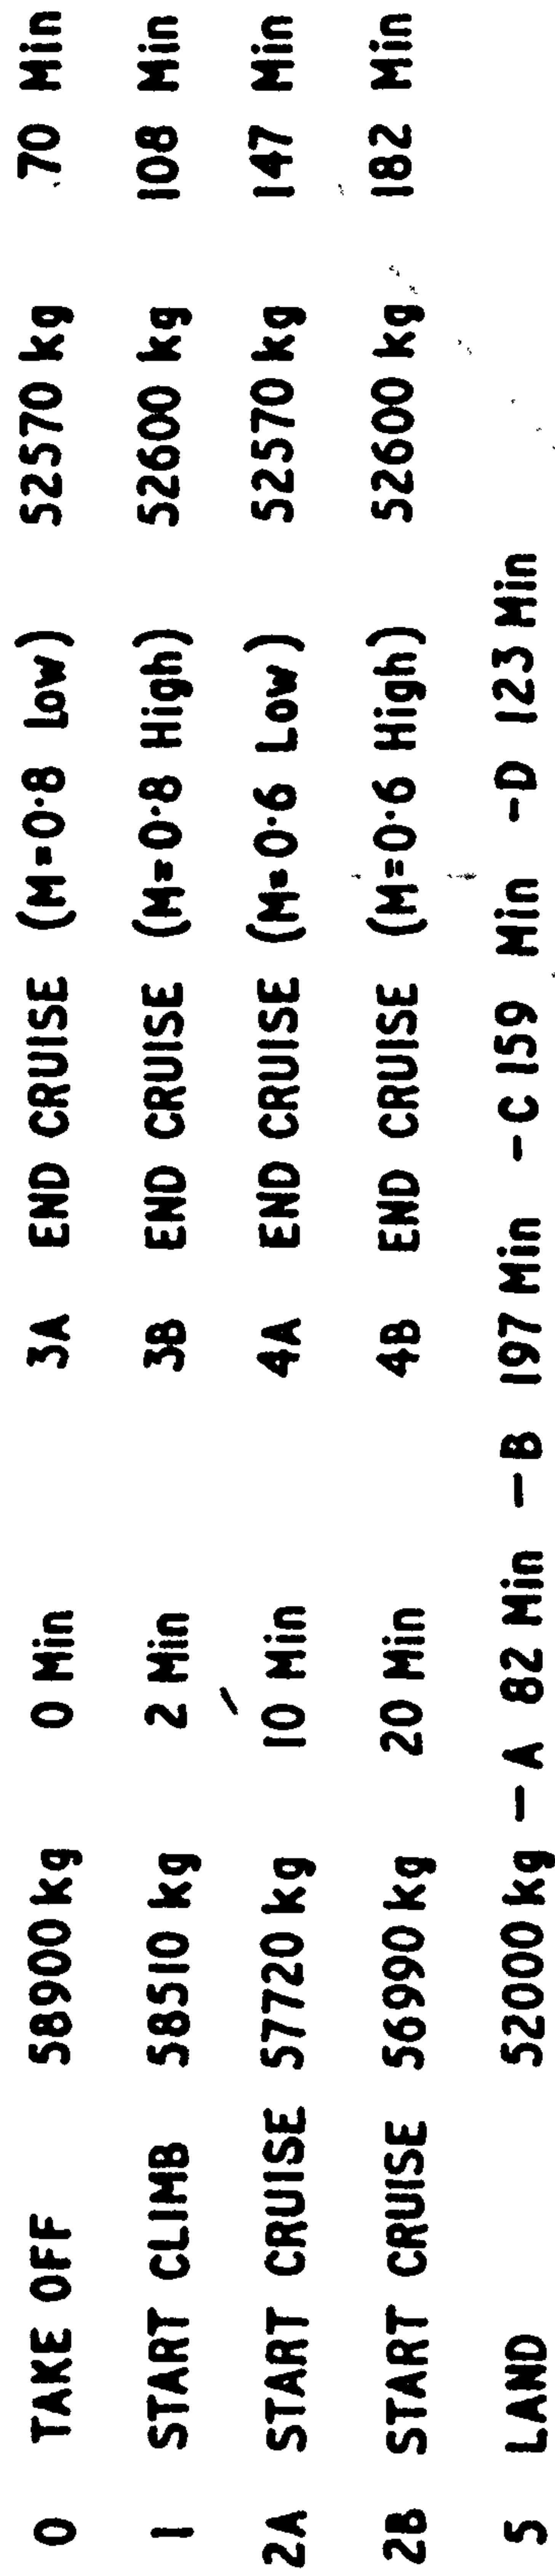 0 TAKE OFF 58900 kg 0 Min 3A END CRUISE (M=0·8 Low) 52570 kg 70 Min
1 START CLIMB 58510 kg 2 Min 3B END CRUISE (M=0·8 High) 52600 kg 108 Min
2A START CRUISE 57720 kg 10 Min 4A END CRUISE (M=0·6 Low) 52570 kg 147 Min
2B START CRUISE 56990 kg 20 Min 4B END CRUISE (M=0·6 High) 52600 kg 182 Min
5 LAND 52000 kg – A 82 Min – B 197 Min – C 159 Min – D 123 Min